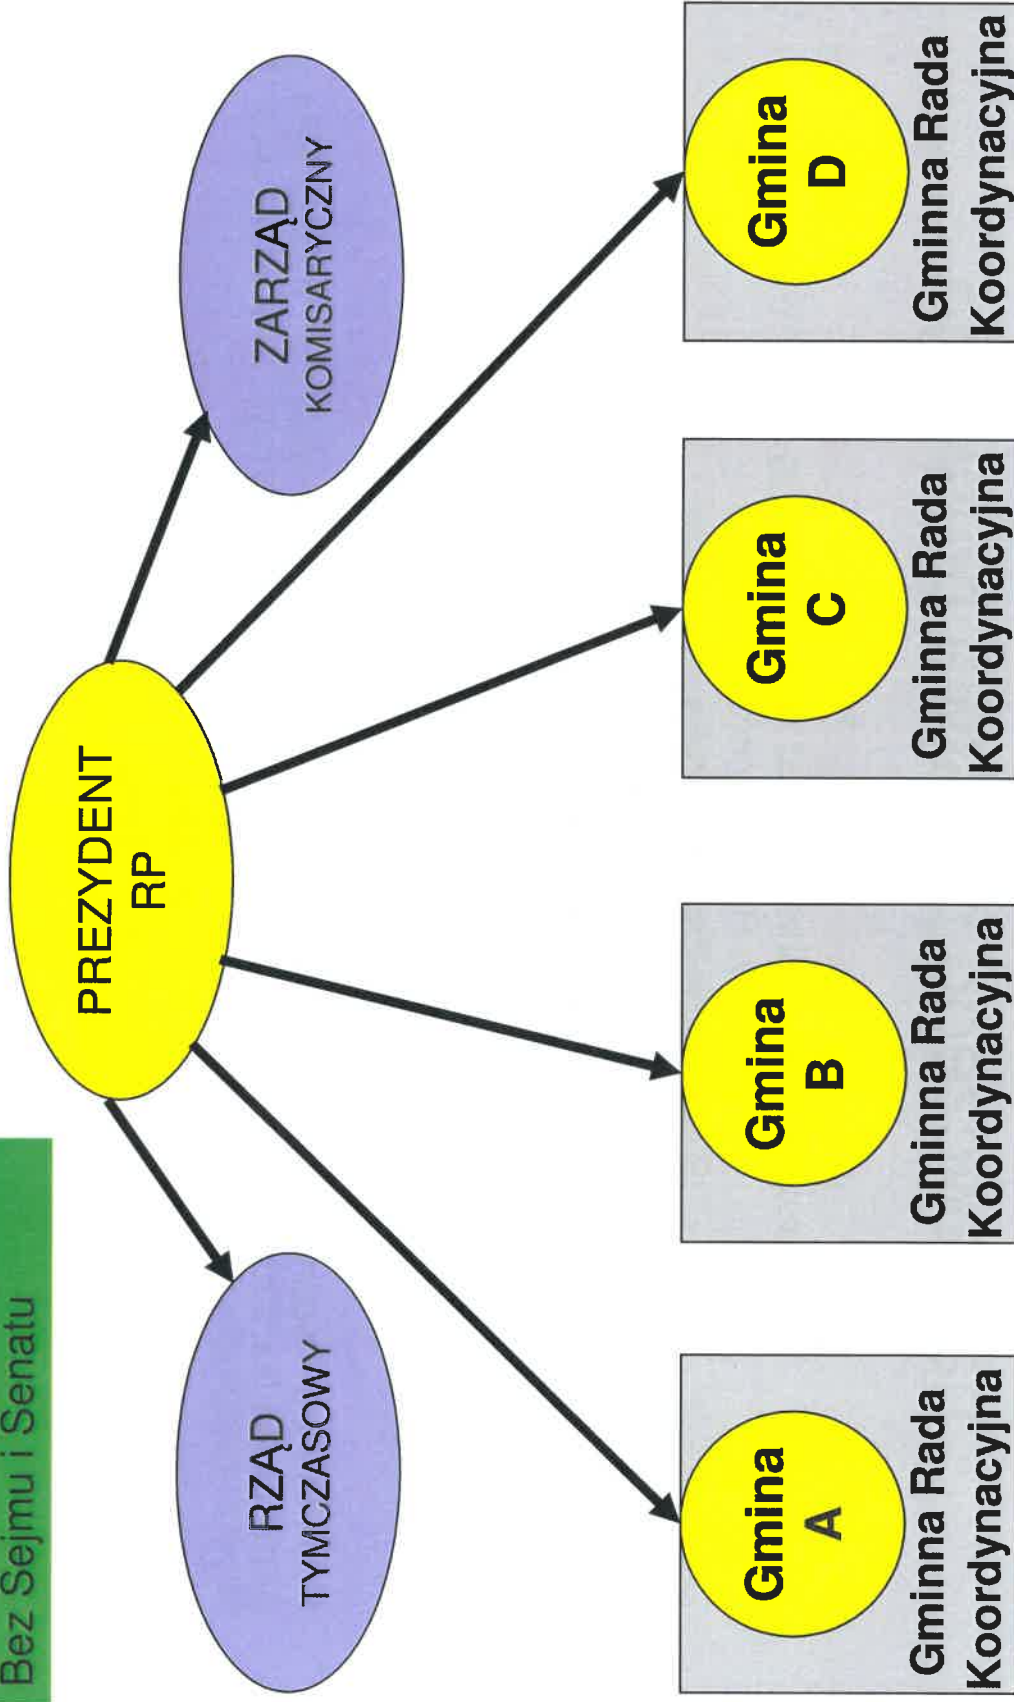 Bez Sejmu i Senatu
PREZYDENT
RP
RZĄD
TYMCZASOWY
ZARZĄD
KOMISARYCZNY
Gmina
A
Gminna Rada
Koordynacyjna
Gmina
B
Gminna Rada
Koordynacyjna
Gmina
C
Gminna Rada
Koordynacyjna
Gmina
D
Gminna Rada
Koordynacyjna